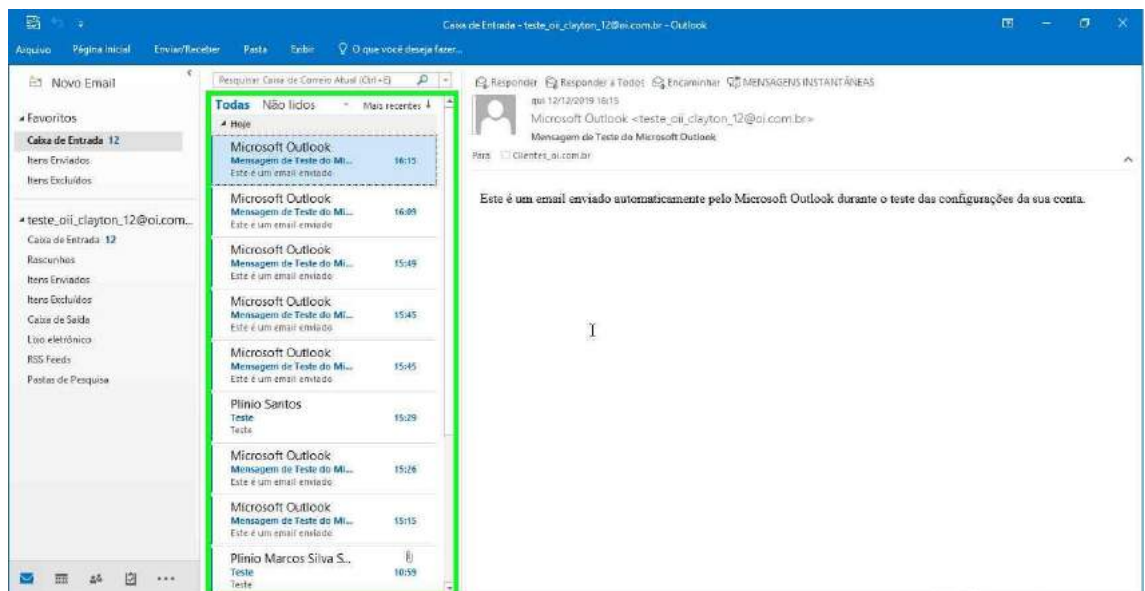 Caixa de Entrada - teste_oii_clayton_12@oi.com.br - Outlook
Arquivo Página Inicial Enviar/Receber Pasta Exibir O que você deseja fazer...
Novo Email
Favoritos
Caixa de Entrada 12
Itens Enviados
Itens Excluídos
teste_oii_clayton_12@oi.com...
Caixa de Entrada 12
Rascunhos
Itens Enviados
Itens Excluídos
Caixa de Saída
Lixo eletrônico
RSS Feeds
Pastas de Pesquisa
Pesquisar Caixa de Correio Atual (Ctrl+E)
Todas Não lidos Mais recentes ↓
Hoje
Microsoft Outlook
Mensagem de Teste do Mi... 16:15
Este é um email enviado
Microsoft Outlook
Mensagem de Teste do Mi... 16:09
Este é um email enviado
Microsoft Outlook
Mensagem de Teste do Mi... 15:49
Este é um email enviado
Microsoft Outlook
Mensagem de Teste do Mi... 15:45
Este é um email enviado
Microsoft Outlook
Mensagem de Teste do Mi... 15:45
Este é um email enviado
Plínio Santos
Teste 15:29
Teste
Microsoft Outlook
Mensagem de Teste do Mi... 15:26
Este é um email enviado
Microsoft Outlook
Mensagem de Teste do Mi... 15:15
Este é um email enviado
Plinio Marcos Silva S...
Teste 10:59
Teste
Responder Responder a Todos Encaminhar MENSAGENS INSTANTÂNEAS
qui 12/12/2019 16:15
Microsoft Outlook <teste_oii_clayton_12@oi.com.br>
Mensagem de Teste do Microsoft Outlook
Para Clientes_oi.com.br
Este é um email enviado automaticamente pelo Microsoft Outlook durante o teste das configurações da sua conta.